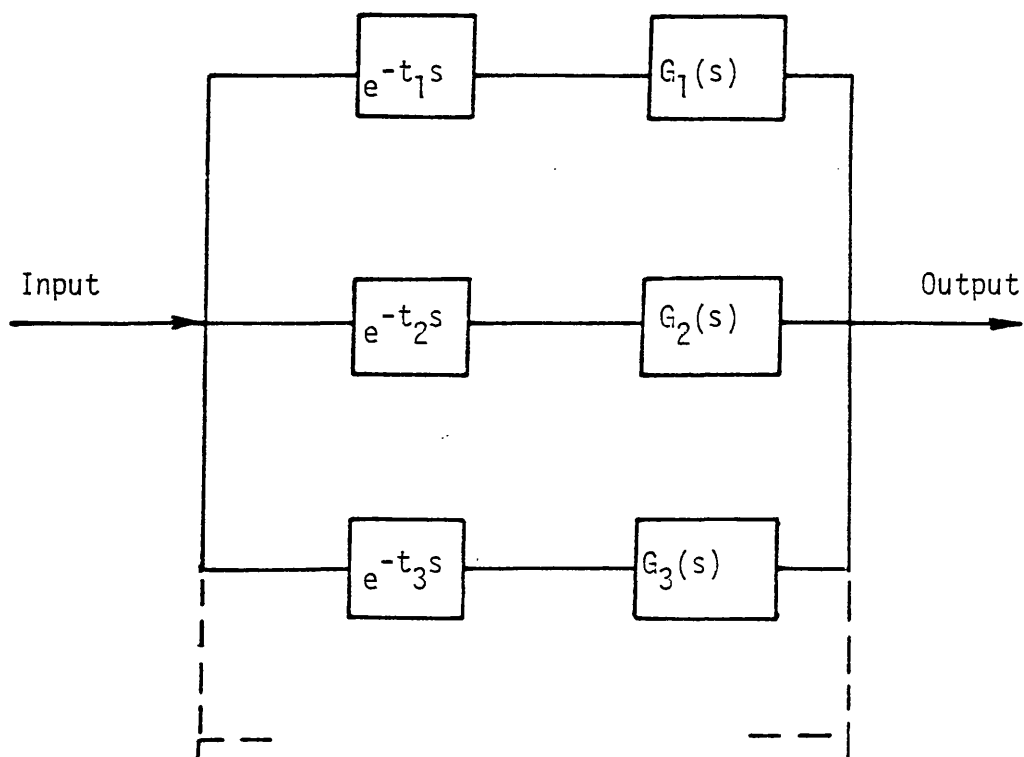 e^-t₁s G₁(s)
Input
Output
e^-t₂s G₂(s)
e^-t₃s G₃(s)